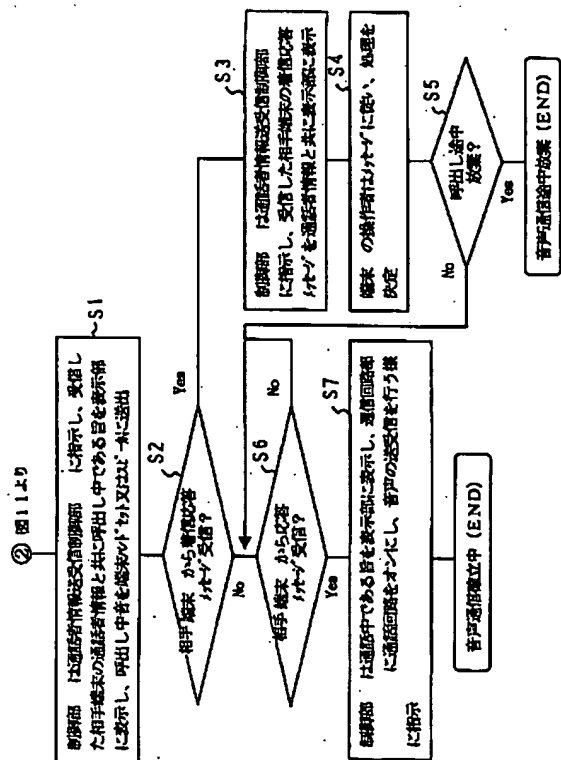 ② 図11より
制御部 は通話者情報送受信制御部 に指示し、受信し
た相手端末の通話者情報と共に呼出し中である旨を表示部
に表示し、呼出し中音を端末ハンドセット又はスピーカに送出
S1
相手端末 から着信応答
メッセージ受信?
S2
Yes
No
制御部 は通話者情報送受信制御部
に指示し、受信した相手端末の着信応答
メッセージを通話者情報と共に表示部に表示
S3
端末 の操作者はメッセージに従い、処理を
決定
S4
呼出し途中
放棄?
S5
No
Yes
音声通信途中放棄 (END)
相手端末 から応答
メッセージ受信?
S6
No
Yes
制御部 は通話中である旨を表示部に表示し、通信回路部
に通話回路をオンにし、音声の送受信を行う様
に指示
S7
音声通信確立中 (END)